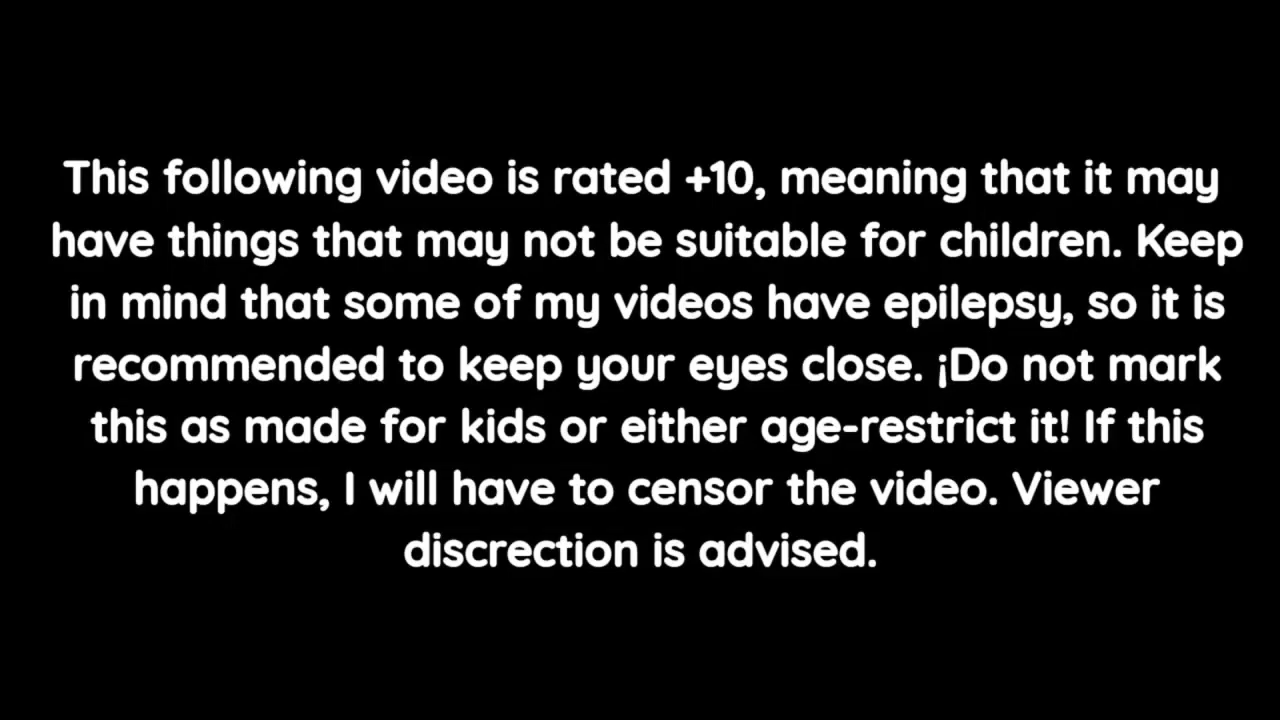 This following video is rated +10, meaning that it may
have things that may not be suitable for children. Keep
in mind that some of my videos have epilepsy, so it is
recommended to keep your eyes close. ¡Do not mark
this as made for kids or either age-restrict it! If this
happens, I will have to censor the video. Viewer
discrection is advised.